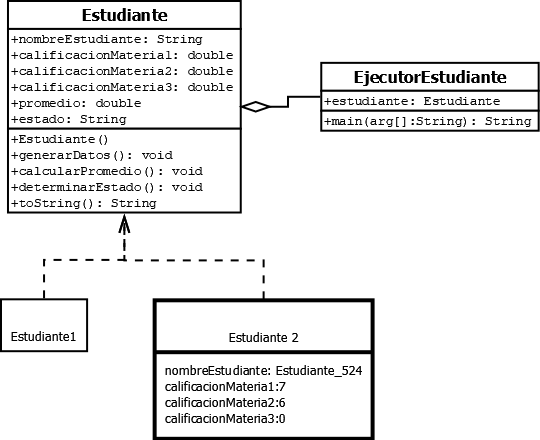 Estudiante
+nombreEstudiante: String
+calificacionMateria1: double
+calificacionMateria2: double
+calificacionMateria3: double
+promedio: double
+estado: String
+Estudiante()
+generarDatos(): void
+calcularPromedio(): void
+determinarEstado(): void
+toString(): String
EjecutorEstudiante
+estudiante: Estudiante
+main(arg[]:String): String
Estudiante1
Estudiante 2
nombreEstudiante: Estudiante_524
calificacionMateria1:7
calificacionMateria2:6
calificacionMateria3:0